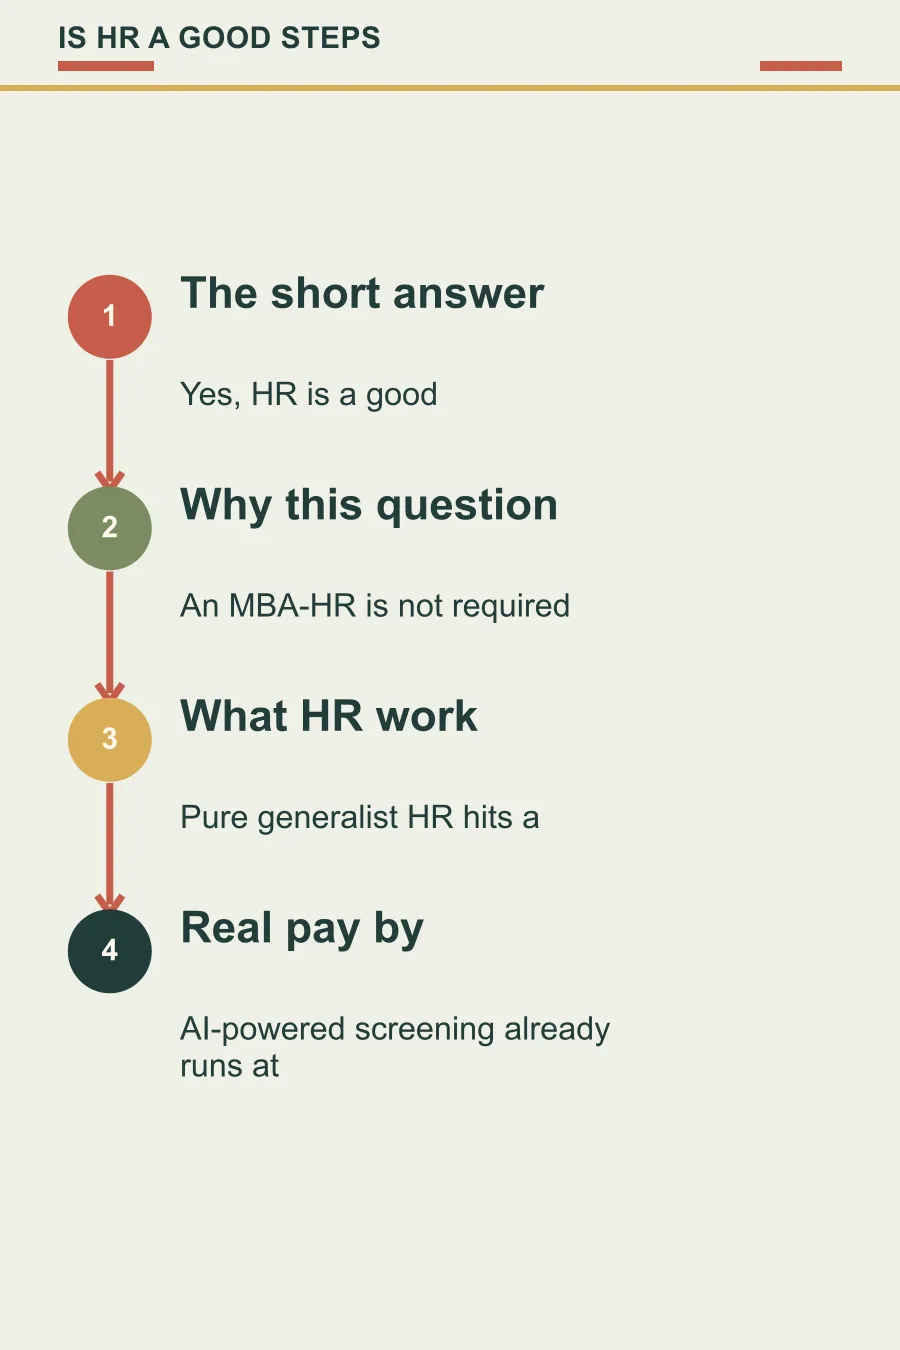 IS HR A GOOD STEPS
1
The short answer
Yes, HR is a good
2
Why this question
An MBA-HR is not required
3
What HR work
Pure generalist HR hits a
4
Real pay by
AI-powered screening already
runs at